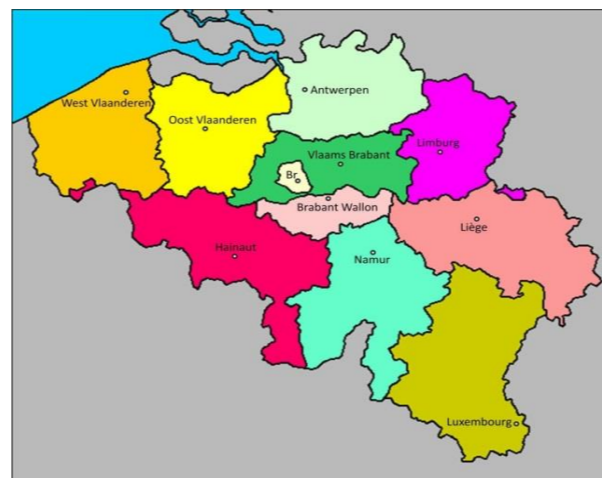 Antwerpen
West Vlaanderen
Oost Vlaanderen
Limburg
Vlaams Brabant
Br
Brabant Wallon
Liège
Hainaut
Namur
Luxembourg